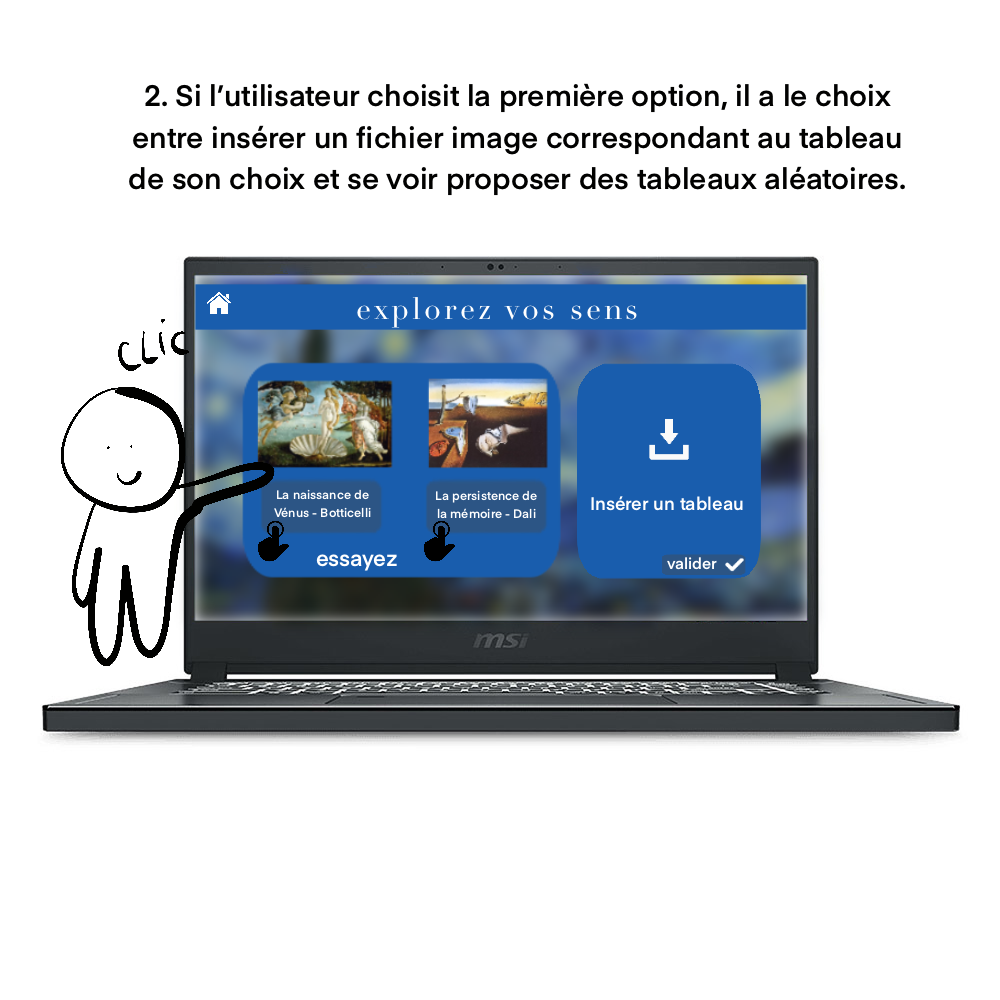 2. Si l’utilisateur choisit la première option, il a le choix
entre insérer un fichier image correspondant au tableau
de son choix et se voir proposer des tableaux aléatoires.
explorez vos sens
clic
La naissance de
Vénus - Botticelli
La persistence de
la mémoire - Dali
essayez
Insérer un tableau
valider
msi